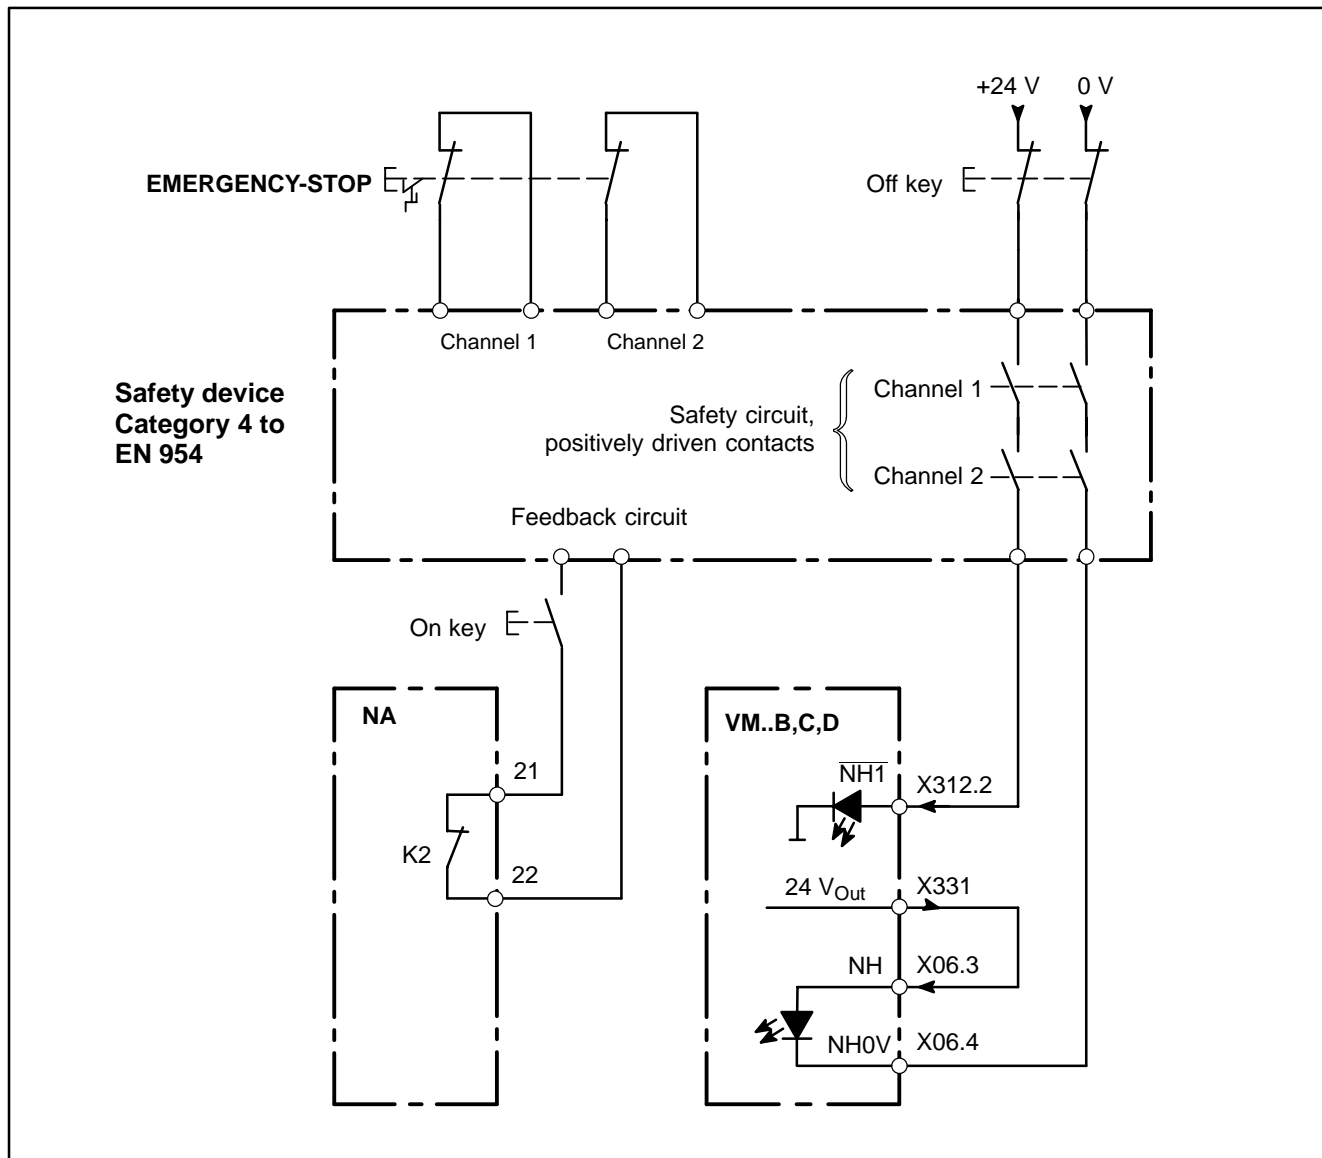 +24 V
0 V
EMERGENCY-STOP
Off key
Channel 1
Channel 2
Safety device
Category 4 to
EN 954
Safety circuit,
positively driven contacts
Channel 1
Channel 2
Feedback circuit
On key
NA
21
K2
22
VM..B,C,D
N̅H̅1̅
X312.2
24 VOut
X331
NH
X06.3
NH0V
X06.4